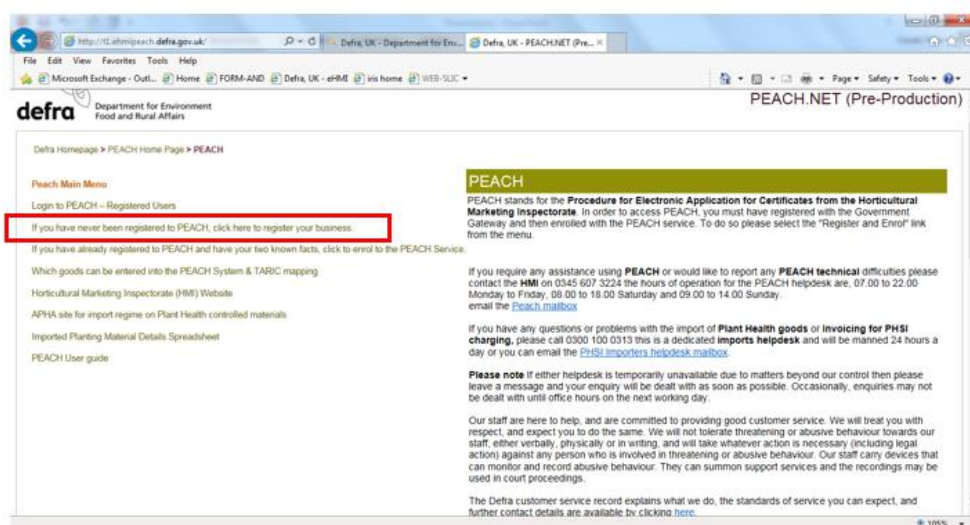 http://t1.ehmipeach.defra.gov.uk/
Defra, UK - Department for Env...
Defra, UK - PEACH.NET (Pre...
File Edit View Favorites Tools Help
Microsoft Exchange - Outl... Home FORM-AND Defra, UK - eHMI iris home WEB-SLIC
Page Safety Tools
defra
Department for Environment
Food and Rural Affairs
PEACH.NET (Pre-Production)
Defra Homepage > PEACH Home Page > PEACH
Peach Main Menu
Login to PEACH – Registered Users
If you have never been registered to PEACH, click here to register your business.
If you have already registered to PEACH and have your two known facts, click to enrol to the PEACH Service.
Which goods can be entered into the PEACH System & TARIC mapping
Horticultural Marketing Inspectorate (HMI) Website
APHA site for import regime on Plant Health controlled materials
Imported Planting Material Details Spreadsheet
PEACH User guide
PEACH
PEACH stands for the Procedure for Electronic Application for Certificates from the Horticultural
Marketing Inspectorate. In order to access PEACH, you must have registered with the Government
Gateway and then enrolled with the PEACH service. To do so please select the "Register and Enrol" link
from the menu.
If you require any assistance using PEACH or would like to report any PEACH technical difficulties please
contact the HMI on 0345 607 3224 the hours of operation for the PEACH helpdesk are, 07.00 to 22.00
Monday to Friday, 08.00 to 18.00 Saturday and 09.00 to 14.00 Sunday.
email the Peach mailbox
If you have any questions or problems with the import of Plant Health goods or invoicing for PHSI
charging, please call 0300 100 0313 this is a dedicated imports helpdesk and will be manned 24 hours a
day or you can email the PHSI Importers helpdesk mailbox.
Please note If either helpdesk is temporarily unavailable due to matters beyond our control then please
leave a message and your enquiry will be dealt with as soon as possible. Occasionally, enquiries may not
be dealt with until office hours on the next working day.
Our staff are here to help, and are committed to providing good customer service. We will treat you with
respect, and expect you to do the same. We will not tolerate threatening or abusive behaviour towards our
staff, either verbally, physically or in writing, and will take whatever action is necessary (including legal
action) against any person who is involved in threatening or abusive behaviour. Our staff carry devices that
can monitor and record abusive behaviour. They can summon support services and the recordings may be
used in court proceedings.
The Defra customer service record explains what we do, the standards of service you can expect, and
further contact details are available by clicking here.
105%